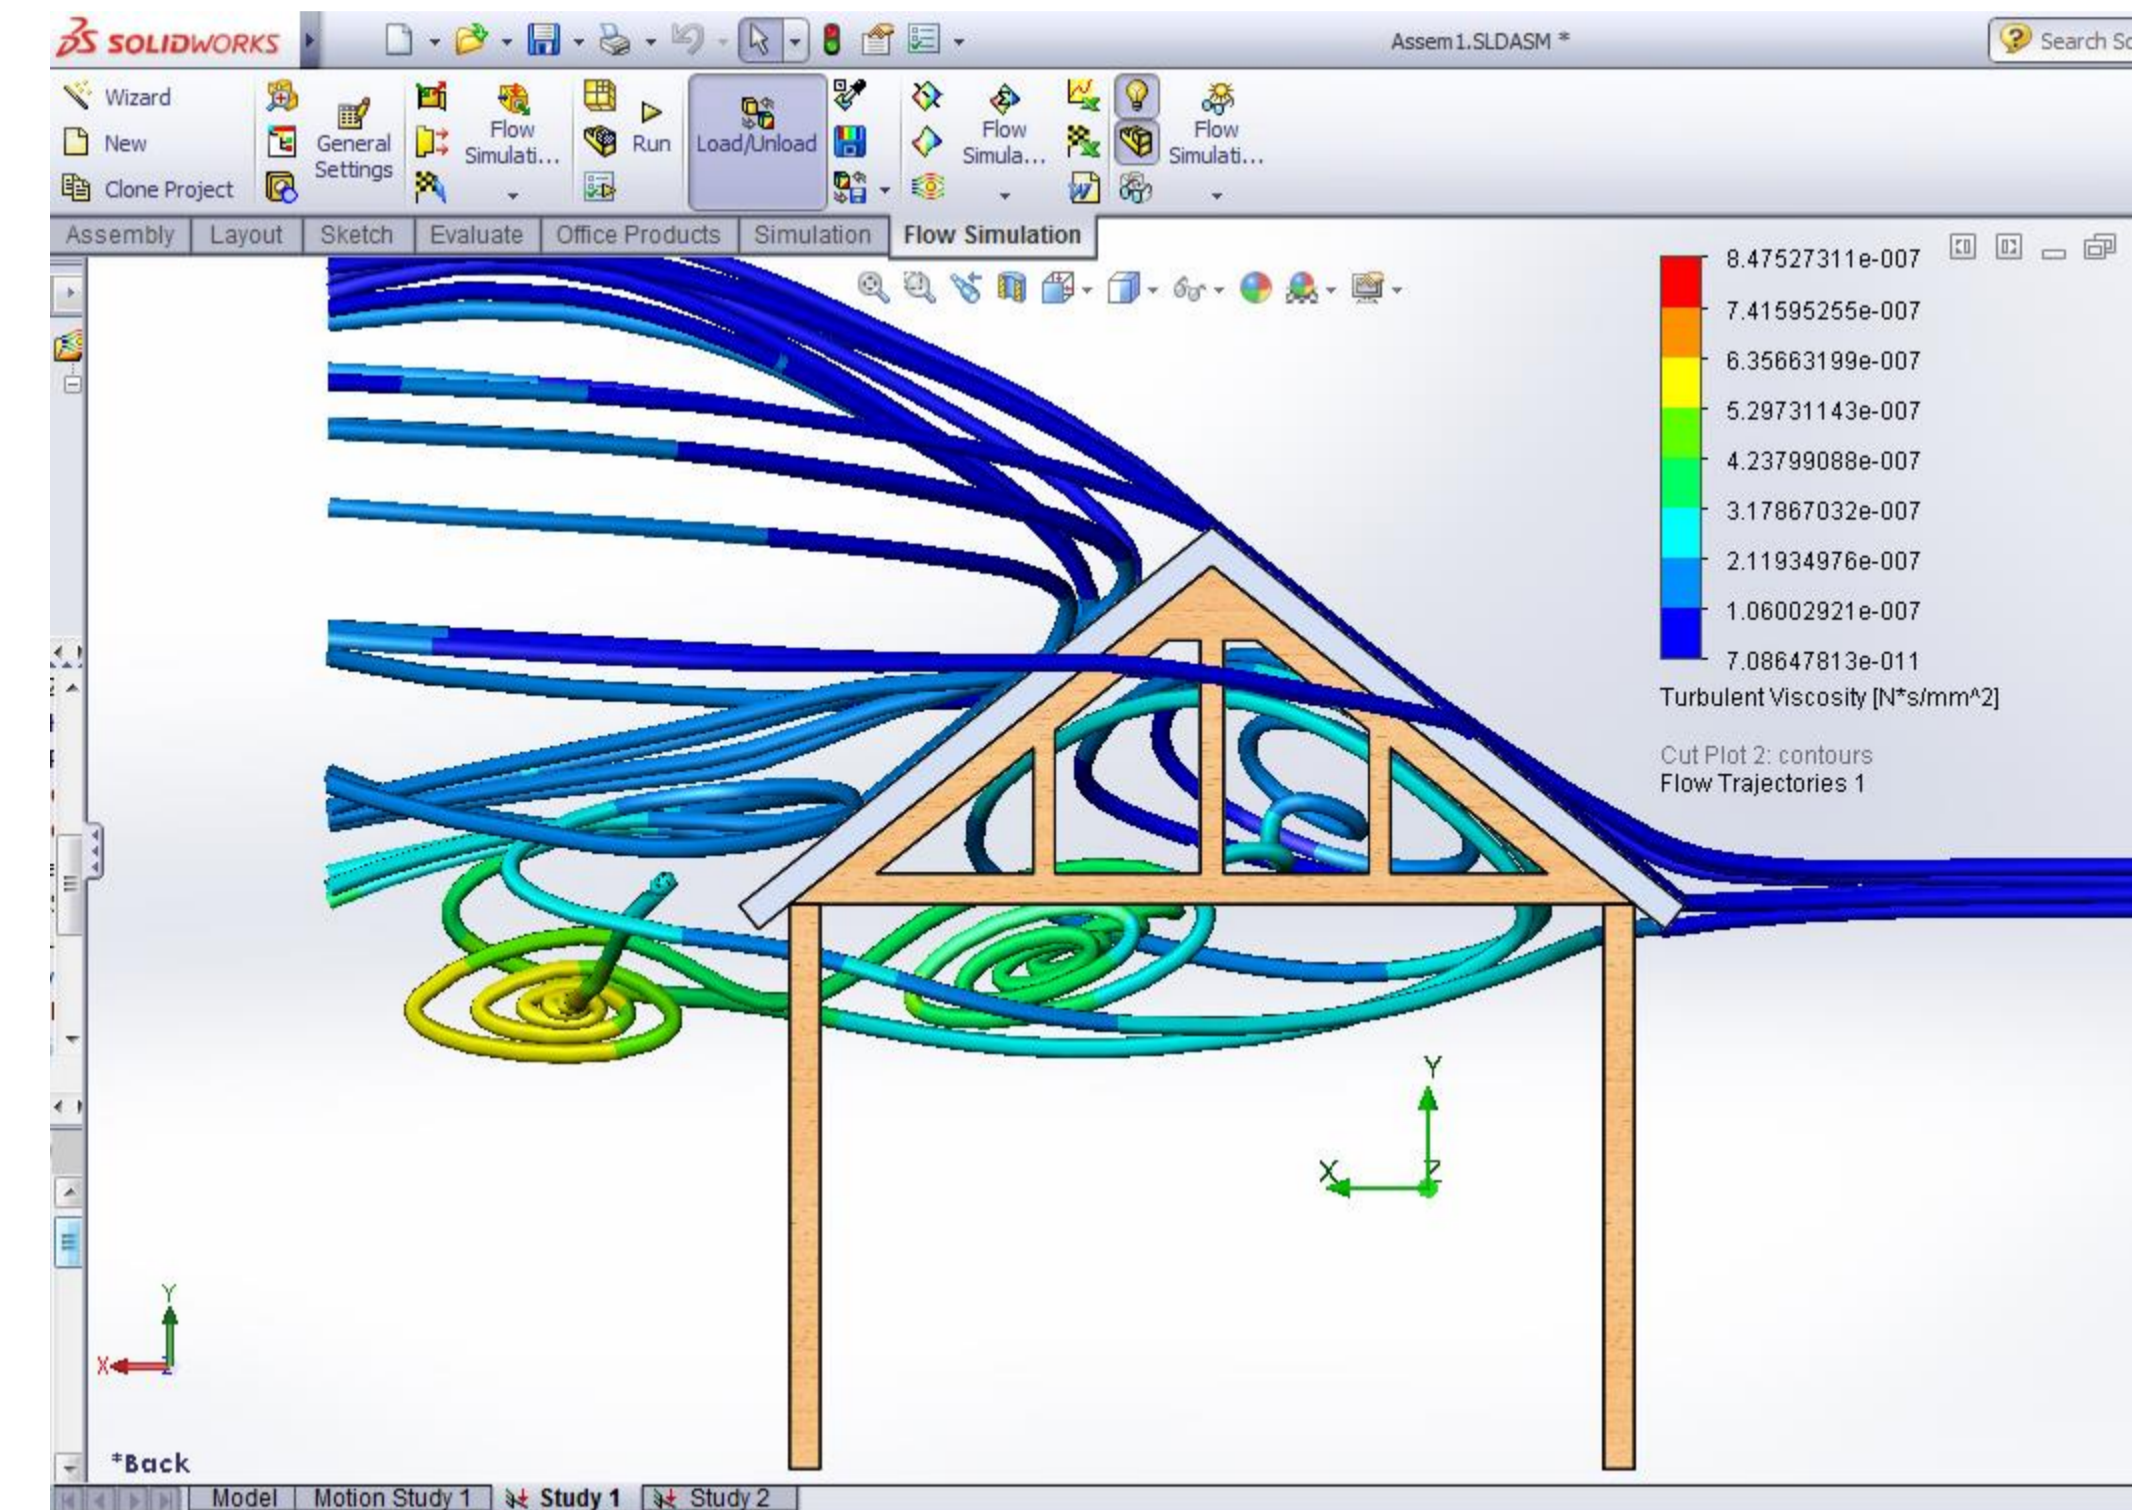 SOLIDWORKS
Assem1.SLDASM *
Search So
Wizard
New
Clone Project
General
Settings
Flow
Simulati...
Run
Load/Unload
Flow
Simula...
Flow
Simulati...
Assembly
Layout
Sketch
Evaluate
Office Products
Simulation
Flow Simulation
8.47527311e-007
7.41595255e-007
6.35663199e-007
5.29731143e-007
4.23799088e-007
3.17867032e-007
2.11934976e-007
1.06002921e-007
7.08647813e-011
Turbulent Viscosity [N*s/mm^2]
Cut Plot 2: contours
Flow Trajectories 1
Y
X
Z
Y
X
Z
*Back
Model
Motion Study 1
Study 1
Study 2